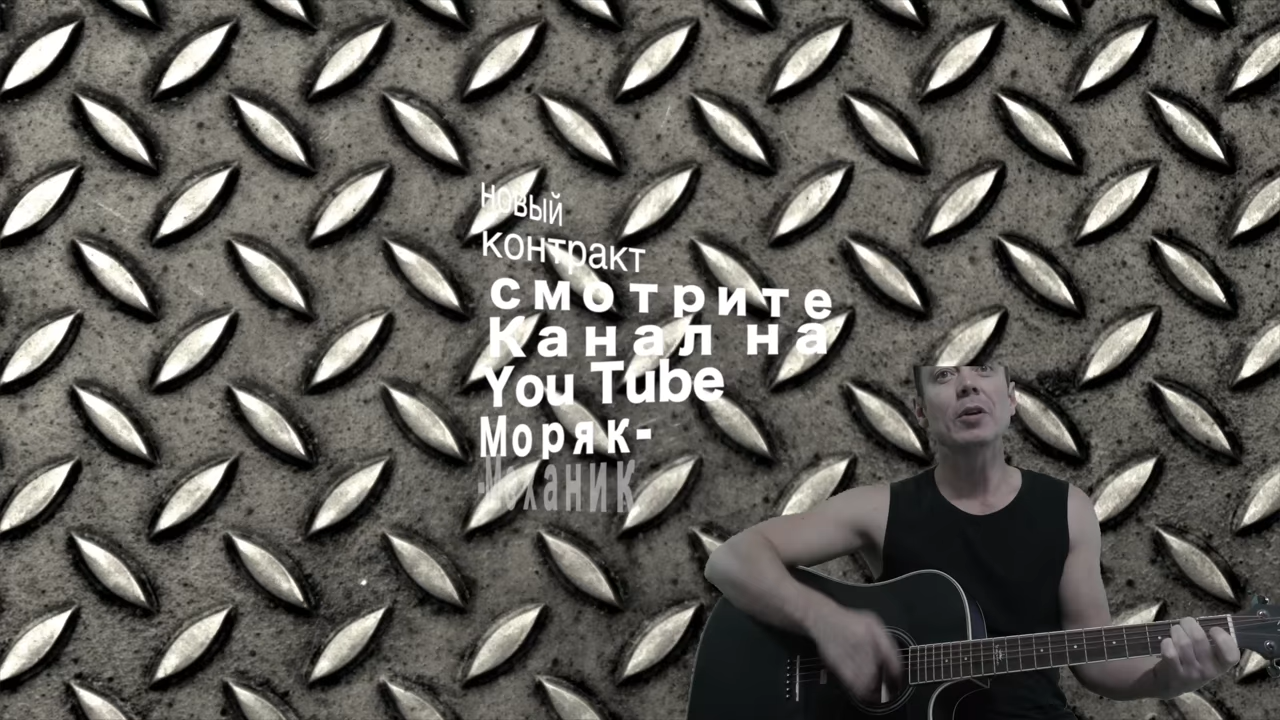 новый
контракт
смотрите
Канал на
You Tube
Моряк-
-Механик